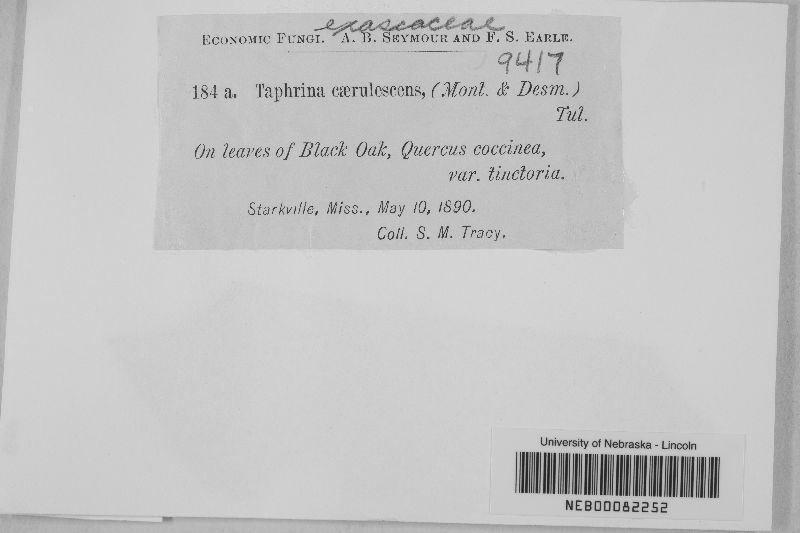 exascaceae
ECONOMIC FUNGI. A. B. SEYMOUR AND F. S. EARLE.
9417
184 a. Taphrina cærulescens, (Mont. & Desm.)
Tul.
On leaves of Black Oak, Quercus coccinea,
var. tinctoria.
Starkville, Miss., May 10, 1890.
Coll. S. M. Tracy.
University of Nebraska - Lincoln
NEB00082252